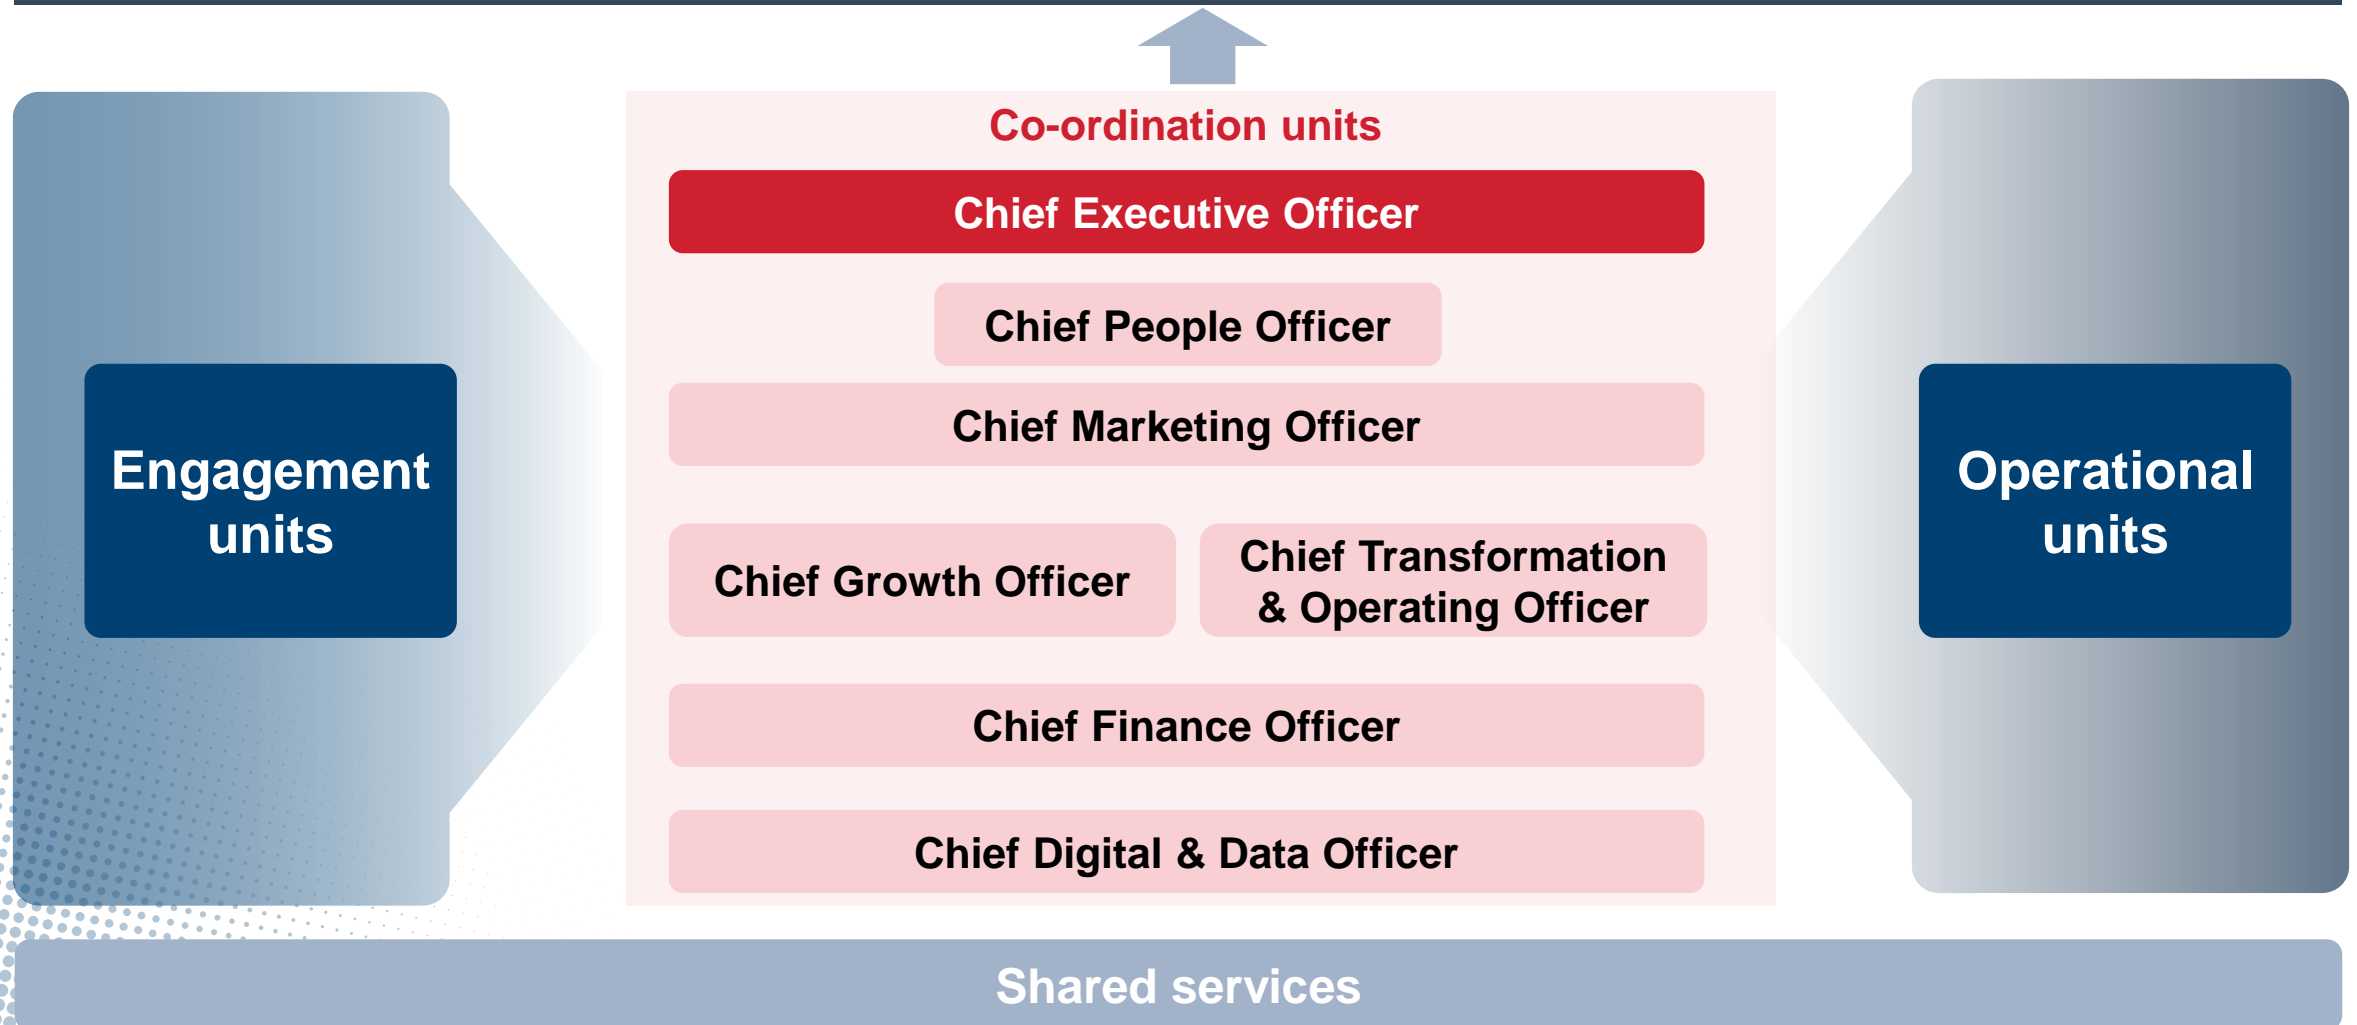 Co-ordination units
Chief Executive Officer
Chief People Officer
Chief Marketing Officer
Engagement
units
Operational
units
Chief Growth Officer
Chief Transformation
& Operating Officer
Chief Finance Officer
Chief Digital & Data Officer
Shared services